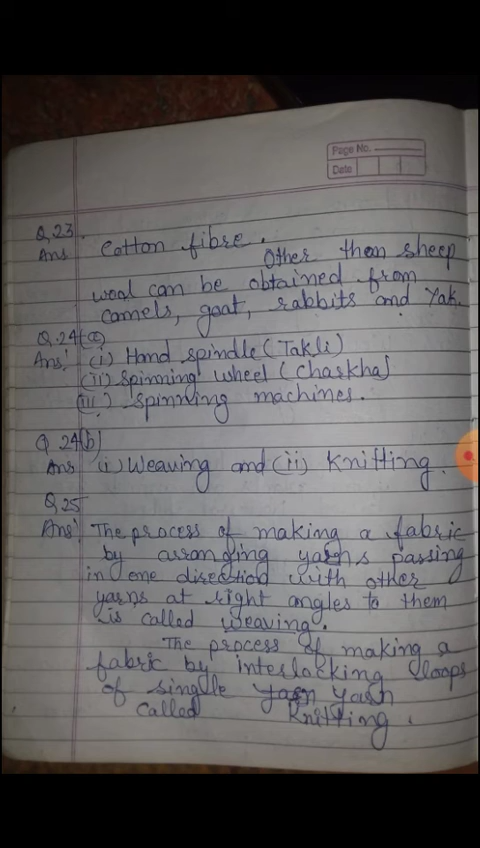 Page No.
Date
Q.23
Ans Cotton fibre.
Other than sheep
wool can be obtained from
camels, goat, rabbits and Yak.
Q.24(a)
Ans! (i) Hand spindle (Takli)
(ii) spinning wheel (Charkha)
(iii) spinning machines.
Q.24(b)
Ans (i) Weaving and (ii) Knitting.
Q.25
Ans! The process of making a fabric
by arranging yarns passing
in one direction with other
yarns at right angles to them
is called weaving.
The process of making a
fabric by interlocking loops
of single yarn yarn
called Knitting.